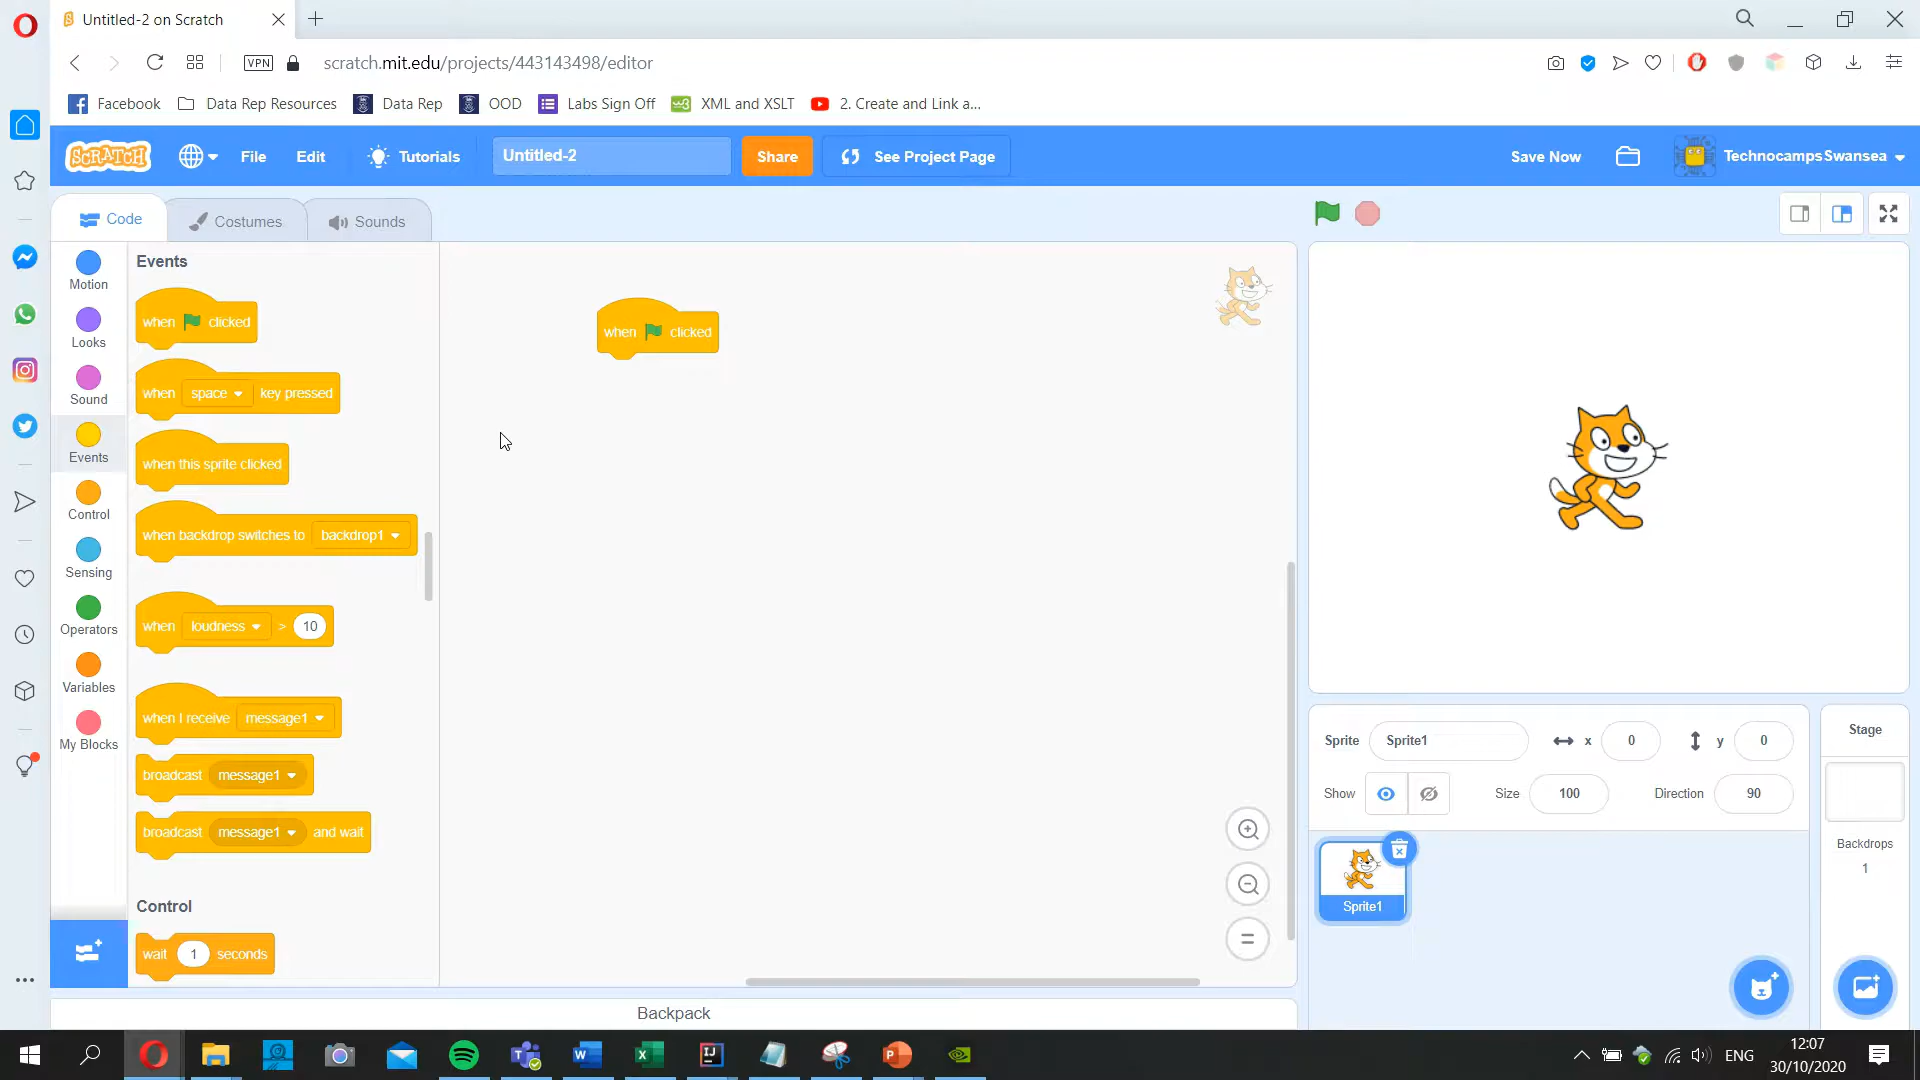 Untitled-2 on Scratch
VPN
scratch.mit.edu/projects/443143498/editor
Facebook
Data Rep Resources
Data Rep
OOD
Labs Sign Off
XML and XSLT
2. Create and Link a...
SCRATCH
File
Edit
Tutorials
Untitled-2
Share
See Project Page
Save Now
TechnocampsSwansea
Code
Costumes
Sounds
Motion
Looks
Sound
Events
Control
Sensing
Operators
Variables
My Blocks
Events
when clicked
when space key pressed
when this sprite clicked
when backdrop switches to backdrop1
when loudness > 10
when I receive message1
broadcast message1
broadcast message1 and wait
Control
wait 1 seconds
when clicked
Backpack
Sprite Sprite1 x 0 y 0
Show Size 100 Direction 90
Sprite1
Stage
Backdrops
1
ENG
12:07
30/10/2020